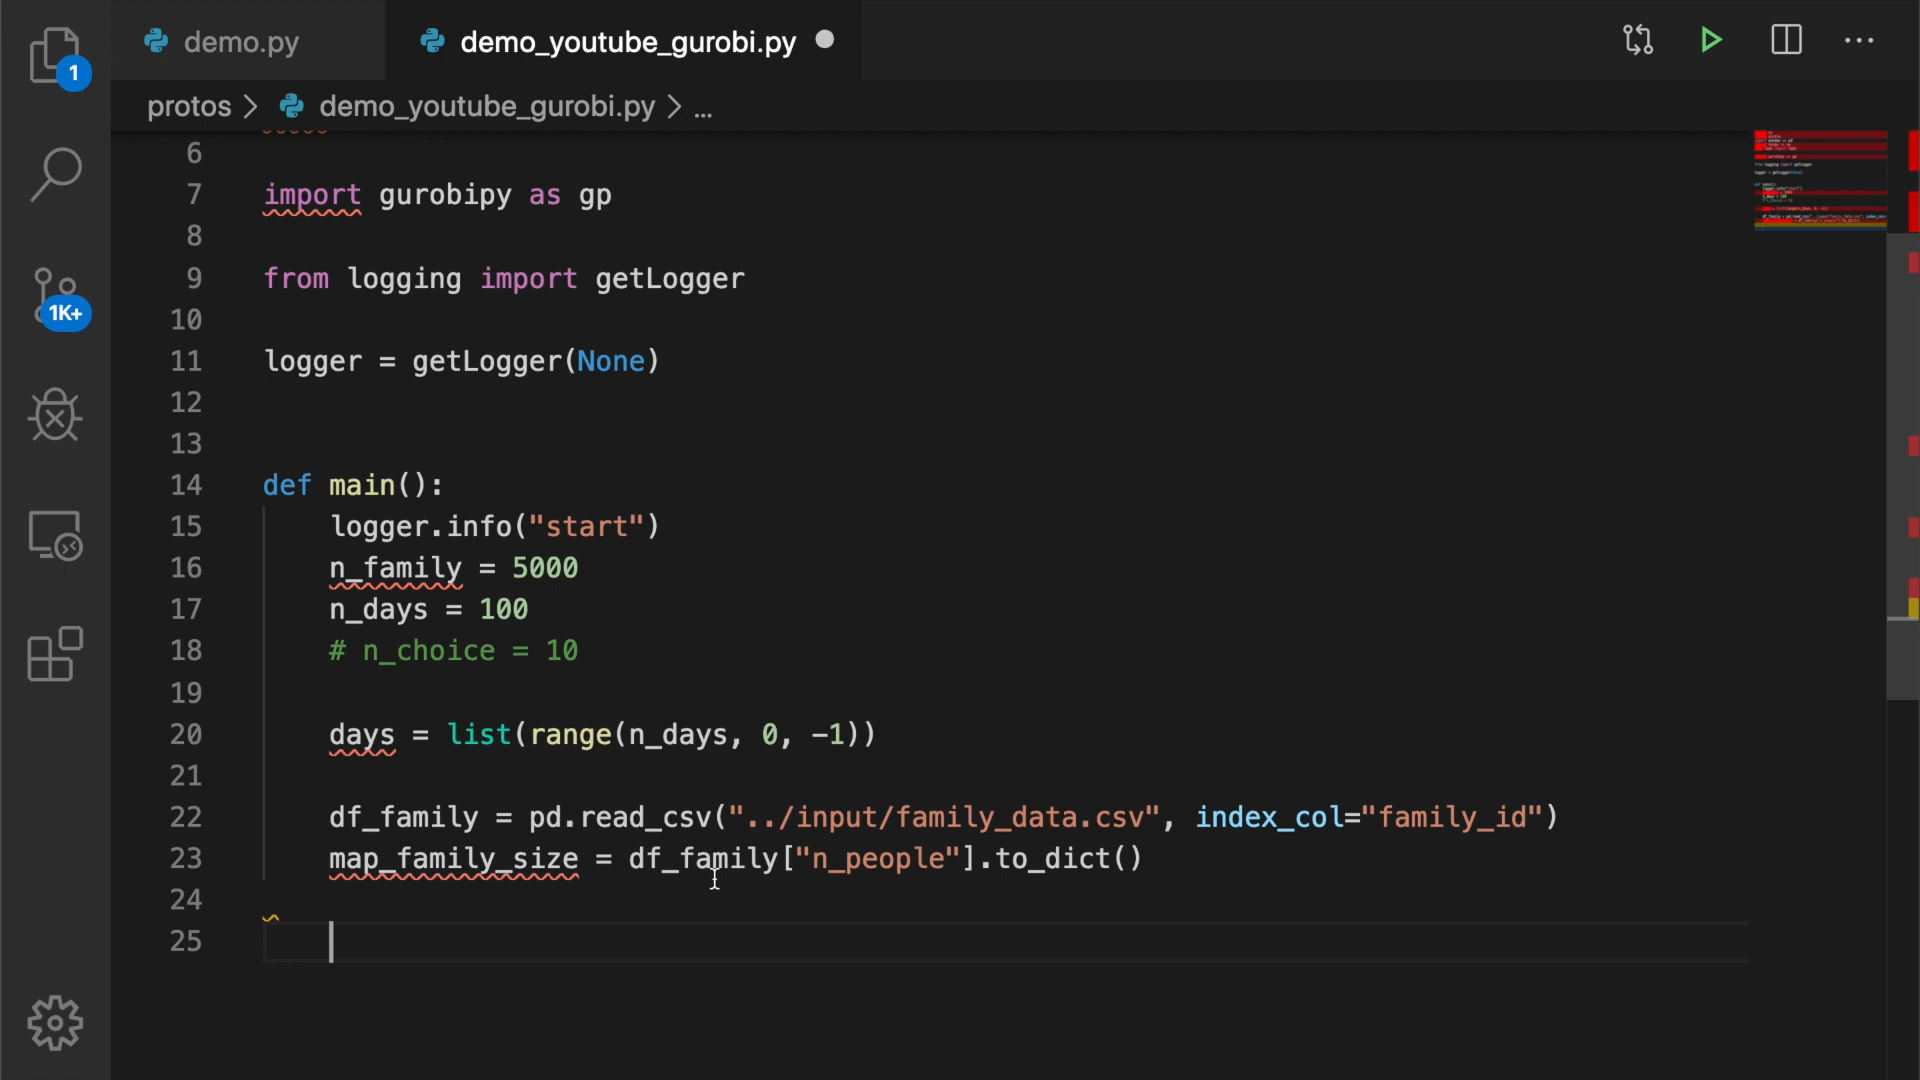 demo.py demo_youtube_gurobi.py
protos > demo_youtube_gurobi.py > ...
1
1K+
6
7 import gurobipy as gp
8
9 from logging import getLogger
10
11 logger = getLogger(None)
12
13
14 def main():
15 logger.info("start")
16 n_family = 5000
17 n_days = 100
18 # n_choice = 10
19
20 days = list(range(n_days, 0, -1))
21
22 df_family = pd.read_csv("../input/family_data.csv", index_col="family_id")
23 map_family_size = df_family["n_people"].to_dict()
24
25